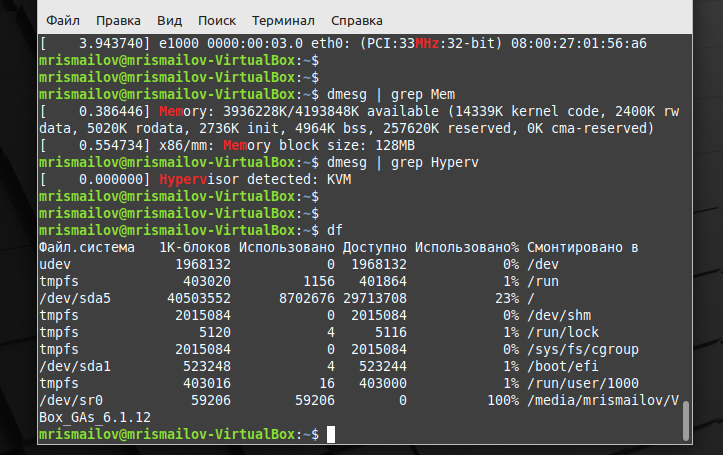 Файл Правка Вид Поиск Терминал Справка
[    3.943740] e1000 0000:00:03.0 eth0: (PCI:33MHz:32-bit) 08:00:27:01:56:a6
mrismailov@mrismailov-VirtualBox:~$
mrismailov@mrismailov-VirtualBox:~$
mrismailov@mrismailov-VirtualBox:~$ dmesg | grep Mem
[    0.386446] Memory: 3936228K/4193848K available (14339K kernel code, 2400K rw
data, 5020K rodata, 2736K init, 4964K bss, 257620K reserved, 0K cma-reserved)
[    0.554734] x86/mm: Memory block size: 128MB
mrismailov@mrismailov-VirtualBox:~$ dmesg | grep Hyperv
[    0.000000] Hypervisor detected: KVM
mrismailov@mrismailov-VirtualBox:~$
mrismailov@mrismailov-VirtualBox:~$
mrismailov@mrismailov-VirtualBox:~$ df
Файл.система   1K-блоков Использовано Доступно Использовано% Смонтировано в
udev             1968132            0  1968132            0% /dev
tmpfs             403020         1156   401864            1% /run
/dev/sda5       40503552      8702676 29713708           23% /
tmpfs            2015084            0  2015084            0% /dev/shm
tmpfs               5120            4     5116            1% /run/lock
tmpfs            2015084            0  2015084            0% /sys/fs/cgroup
/dev/sda1         523248            4   523244            1% /boot/efi
tmpfs             403016           16   403000            1% /run/user/1000
/dev/sr0           59206        59206        0          100% /media/mrismailov/V
Box_GAs_6.1.12
mrismailov@mrismailov-VirtualBox:~$